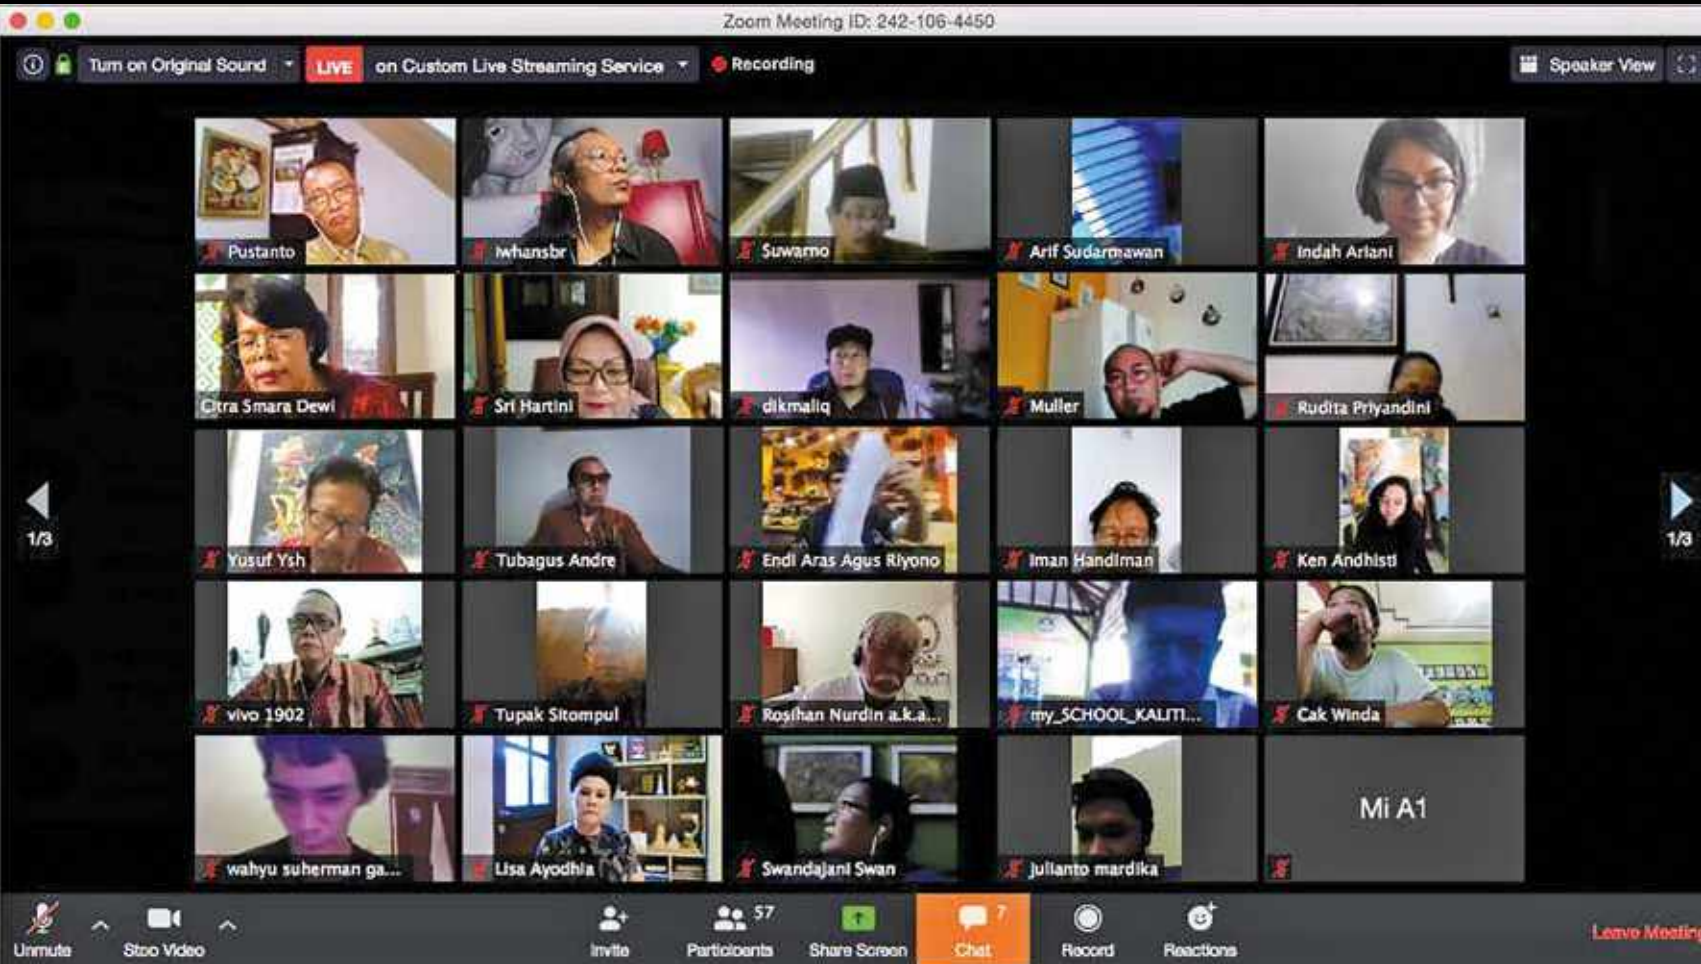 Zoom Meeting ID: 242-106-4450
Turn on Original Sound
LIVE on Custom Live Streaming Service
Recording
Speaker View
Pustanto
iwhansbr
Suwarno
Arif Sudarmawan
Indah Ariani
Citra Smara Dewi
Sri Hartini
dikmaliq
Muller
Rudita Priyandini
1/3
1/3
Yusuf Ysh
Tubagus Andre
Endi Aras Agus Riyono
Iman Handiman
Ken Andhisti
vivo 1902
Tupak Sitompul
Rosihan Nurdin a.k.a...
my_SCHOOL_KALITI...
Cak Winda
wahyu suherman ga...
Lisa Ayodhia
Swandajani Swan
Julianto mardika
Mi A1
Unmute
Stop Video
Invite
57
Participants
Share Screen
7
Chat
Record
Reactions
Leave Meeting